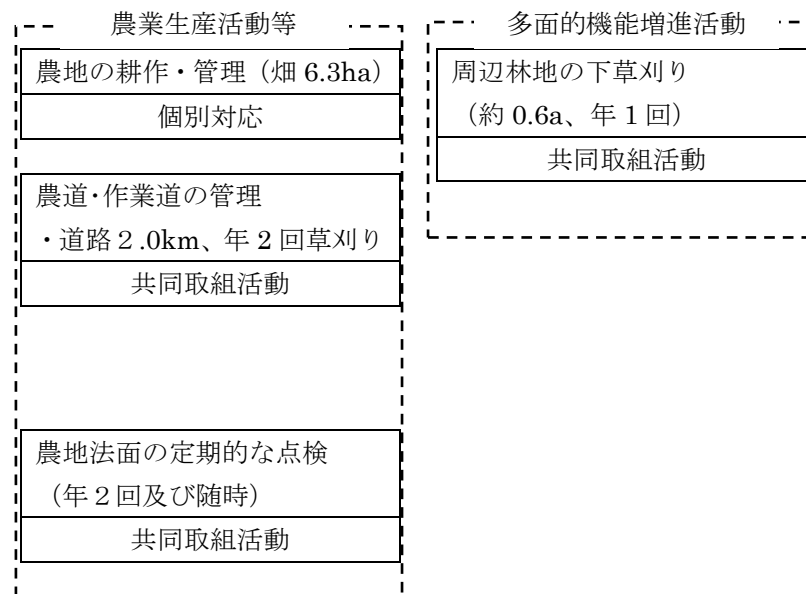 農業生産活動等
農地の耕作・管理（畑 6.3ha）
個別対応
農道・作業道の管理
・道路２.0km、年 2 回草刈り
共同取組活動
農地法面の定期的な点検
（年２回及び随時）
共同取組活動
多面的機能増進活動
周辺林地の下草刈り
（約 0.6a、年 1 回）
共同取組活動